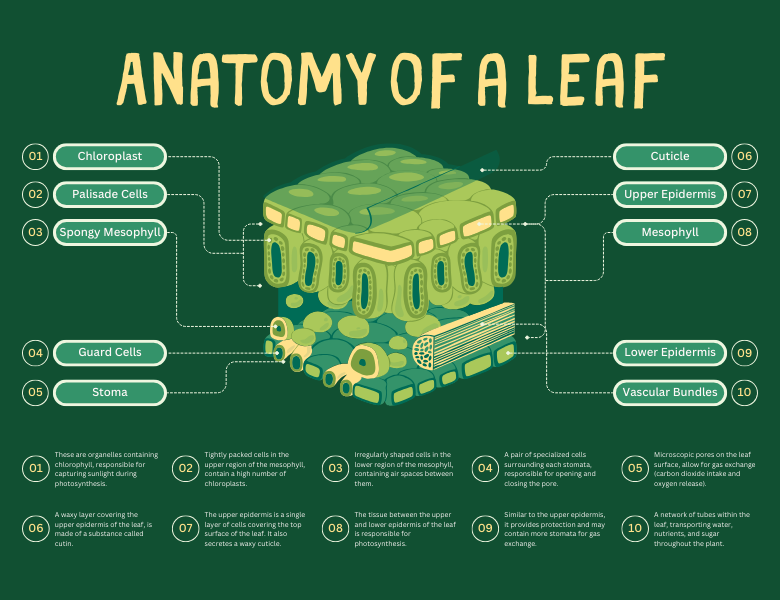 ANATOMY OF A LEAF
01 Chloroplast
02 Palisade Cells
03 Spongy Mesophyll
04 Guard Cells
05 Stoma
Cuticle 06
Upper Epidermis 07
Mesophyll 08
Lower Epidermis 09
Vascular Bundles 10
01
These are organelles containing
chlorophyll, responsible for
capturing sunlight during
photosynthesis.
02
Tightly packed cells in the
upper region of the mesophyll,
contain a high number of
chloroplasts.
03
Irregularly shaped cells in the
lower region of the mesophyll,
containing air spaces between
them.
04
A pair of specialized cells
surrounding each stomata,
responsible for opening and
closing the pore.
05
Microscopic pores on the leaf
surface, allow for gas exchange
(carbon dioxide intake and
oxygen release).
06
A waxy layer covering the
upper epidermis of the leaf, is
made of a substance called
cutin.
07
The upper epidermis is a single
layer of cells covering the top
surface of the leaf. It also
secretes a waxy cuticle.
08
The tissue between the upper
and lower epidermis of the leaf
is responsible for
photosynthesis.
09
Similar to the upper epidermis,
it provides protection and may
contain more stomata for gas
exchange.
10
A network of tubes within the
leaf, transporting water,
nutrients, and sugar
throughout the plant.